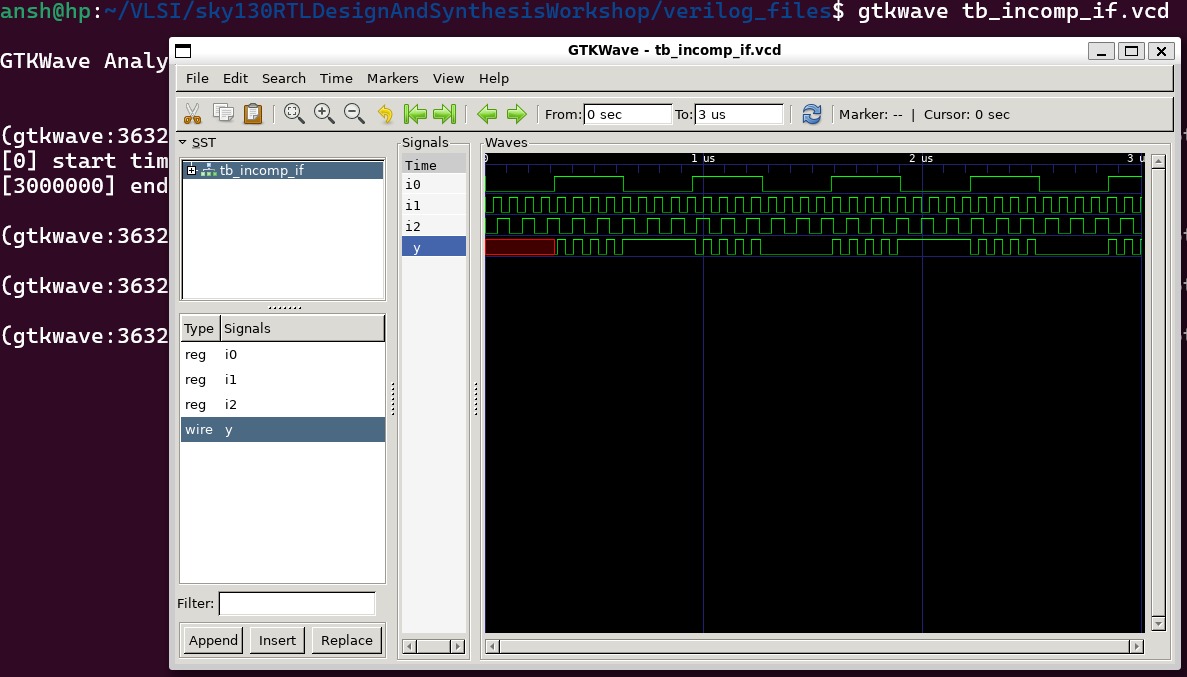 ansh@hp:~/VLSI/sky130RTLDesignAndSynthesisWorkshop/verilog_files$ gtkwave tb_incomp_if.vcd
GTKWave Analy
(gtkwave:3632
[0] start tim
[3000000] end
(gtkwave:3632
(gtkwave:3632
(gtkwave:3632
GTKWave - tb_incomp_if.vcd
File Edit Search Time Markers View Help
From: 0 sec To: 3 us Marker: -- | Cursor: 0 sec
SST
tb_incomp_if
Type Signals
reg i0
reg i1
reg i2
wire y
Filter:
Append Insert Replace
Signals
Time
i0
i1
i2
y
Waves
0 1 us 2 us 3 u